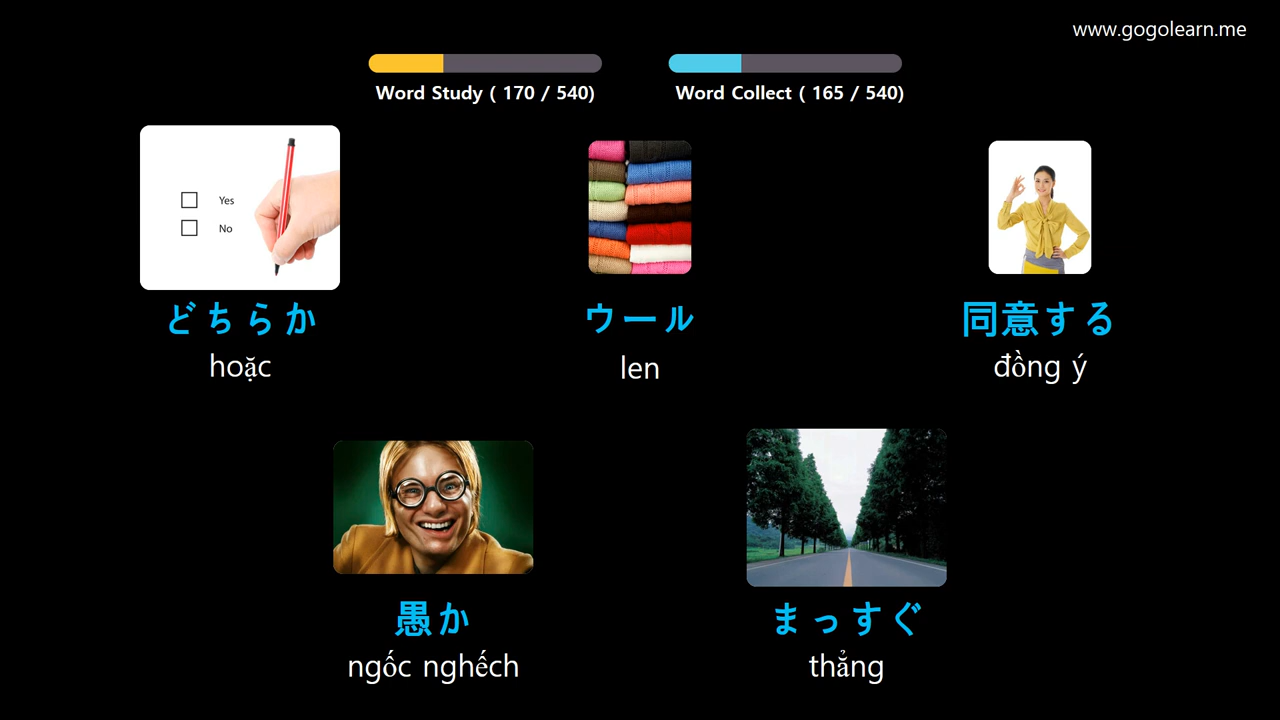 www.gogolearn.me
Word Study ( 170 / 540)
Word Collect ( 165 / 540)
Yes
No
どちらか
ウール
同意する
hoặc
len
đồng ý
愚か
まっすぐ
ngốc nghếch
thẳng